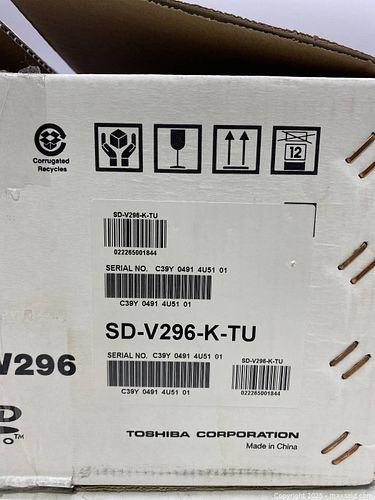 Corrugated
Recycles
12
SD-V296-K-TU
022265001844
SERIAL NO. C39Y 0491 4U51 01
C39Y 0491 4U51 01
SD-V296-K-TU
SERIAL NO. C39Y 0491 4U51 01
C39Y 0491 4U51 01
SD-V296-K-TU
022265001844
V296
TM
TOSHIBA CORPORATION
Made in China
Copyright 2025 - maxsold.com